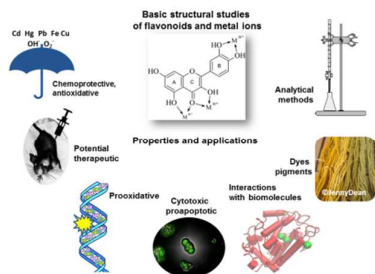 Basic structural studies
of flavonoids and metal ions
Cd Hg Pb Fe Cu
OH O2
Chemoprotective,
antioxidative
HO
OH
OH
M
n+
A
C
B
O
OH
OH
O
M
n+
M
n+
Analytical
methods
Properties and applications
Potential
therapeutic
Dyes
pigments
©JennyDean
Prooxidative
Cytotoxic
proapoptotic
Interactions
with biomolecules